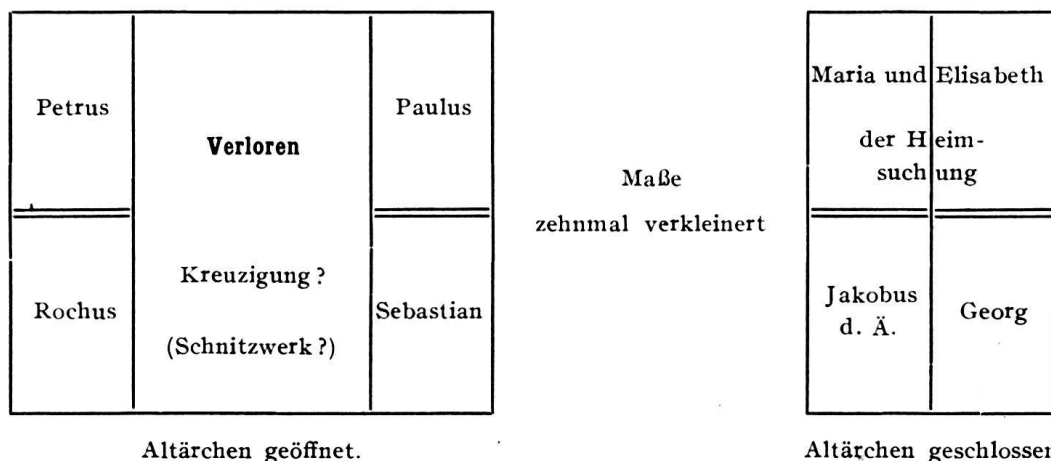 Petrus
Verloren
Paulus
Kreuzigung?
Rochus
Sebastian
(Schnitzwerk?)
Altärchen geöffnet.
Maße
zehnmal verkleinert
Maria und Elisabeth
der Heim-
suchung
Jakobus
d. Ä.
Georg
Altärchen geschlossen